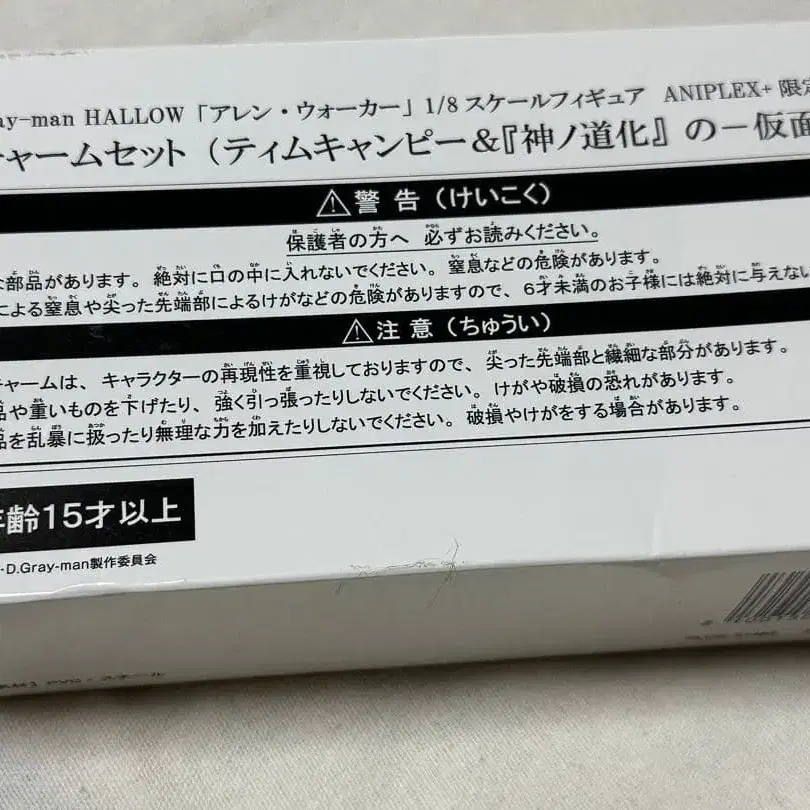 ay-man HALLOW「アレン・ウォーカー」1/8 スケールフィギュア ANIPLEX+ 限定
チャームセット（ティムキャンピー&『神ノ道化』の－仮面
⚠警 告（けいこく）
保護者の方へ 必ずお読みください。
な部品があります。絶対に口の中に入れないでください。窒息などの危険があります。
による窒息や尖った先端部によるけがなどの危険がありますので、6才未満のお子様には絶対に与えない
⚠注 意（ちゅうい）
チャームは、キャラクターの再現性を重視しておりますので、尖った先端部と繊細な部分があります。
品や重いものを下げたり、強く引っ張ったりしないでください。けがや破損の恐れがあります。
品を乱暴に扱ったり無理な力を加えたりしないでください。破損やけがをする場合があります。
年齢15才以上
・D.Gray-man製作委員会